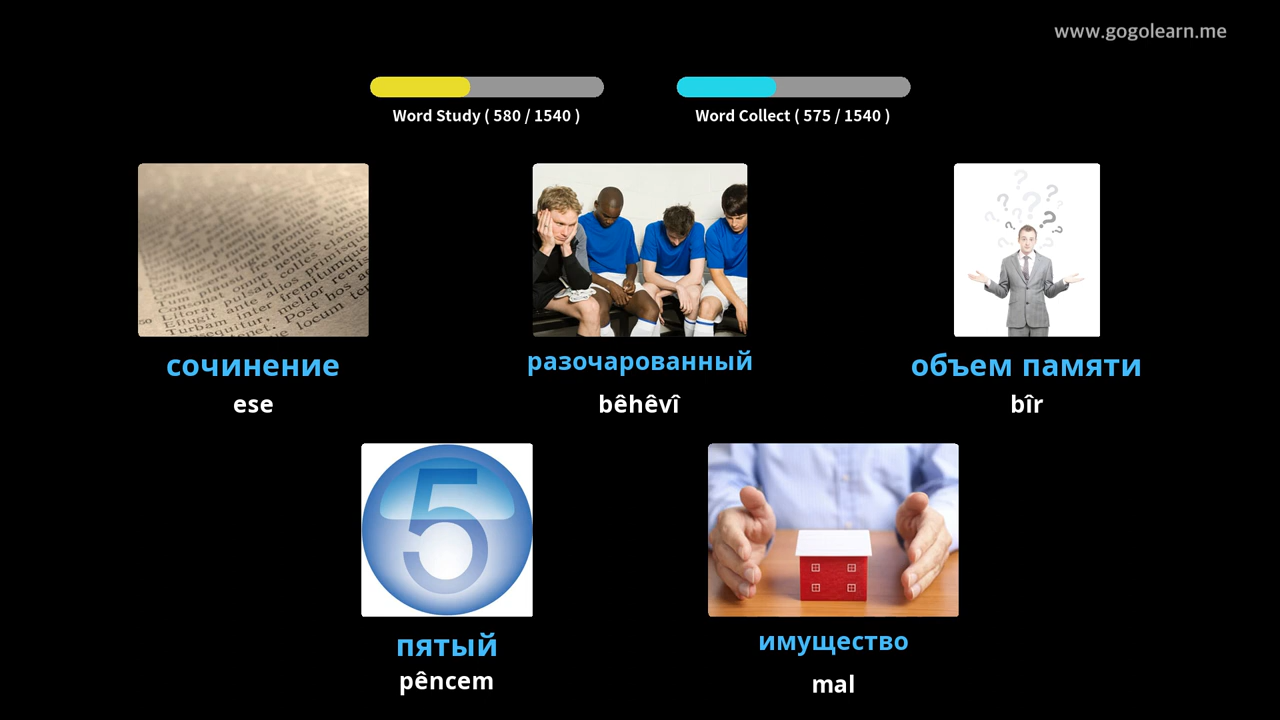 www.gogolearn.me
Word Study ( 580 / 1540 )
Word Collect ( 575 / 1540 )
сочинение
ese
разочарованный
bêhêvî
объем памяти
bîr
5
пятый
pêncem
имущество
mal